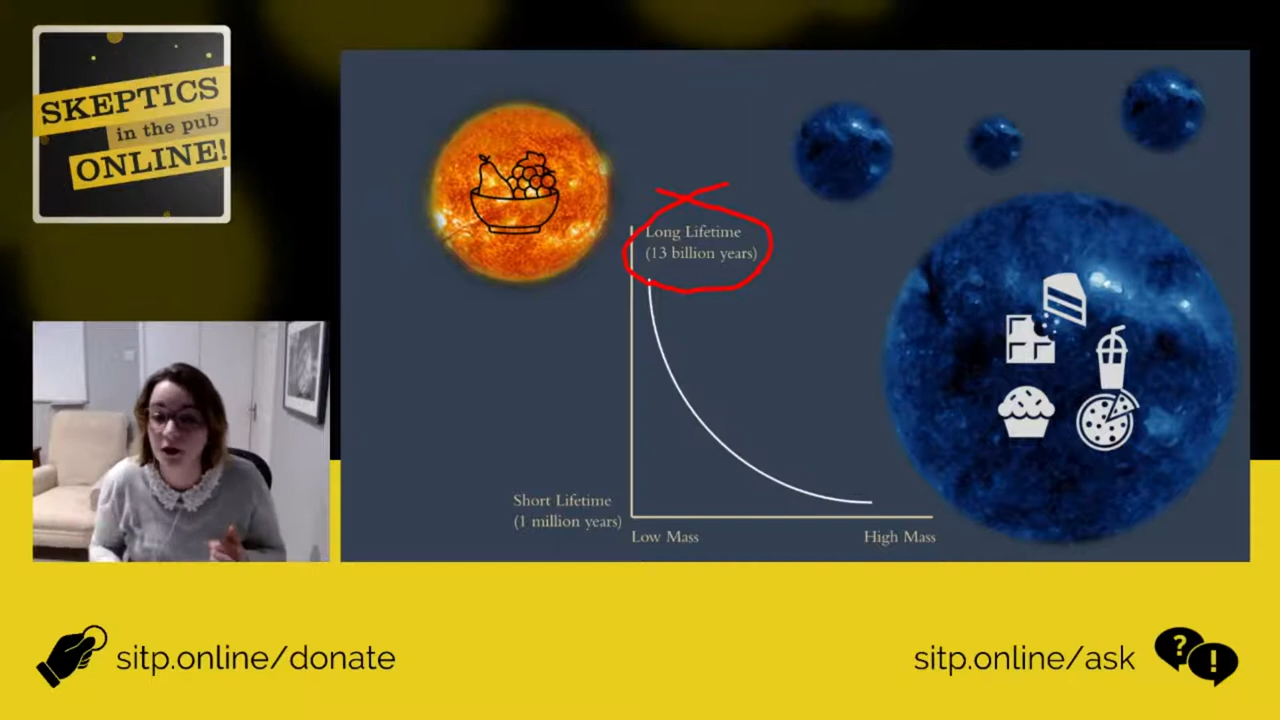 SKEPTICS
in the pub
ONLINE!
Long Lifetime
(13 billion years)
Short Lifetime
(1 million years)
Low Mass
High Mass
sitp.online/donate
sitp.online/ask
?
!